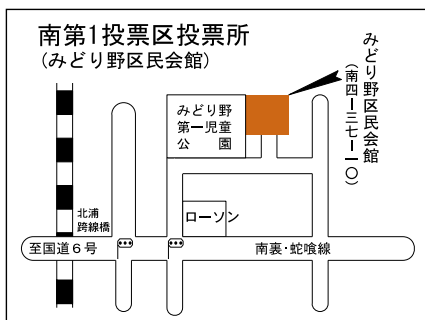 南第1投票区投票所
(みどり野区民会館)
みどり野区民会館
(南四ー三七ー一〇)
みどり野
第一児童
公園
北浦
跨線橋
ローソン
至国道6号
南裏・蛇喰線